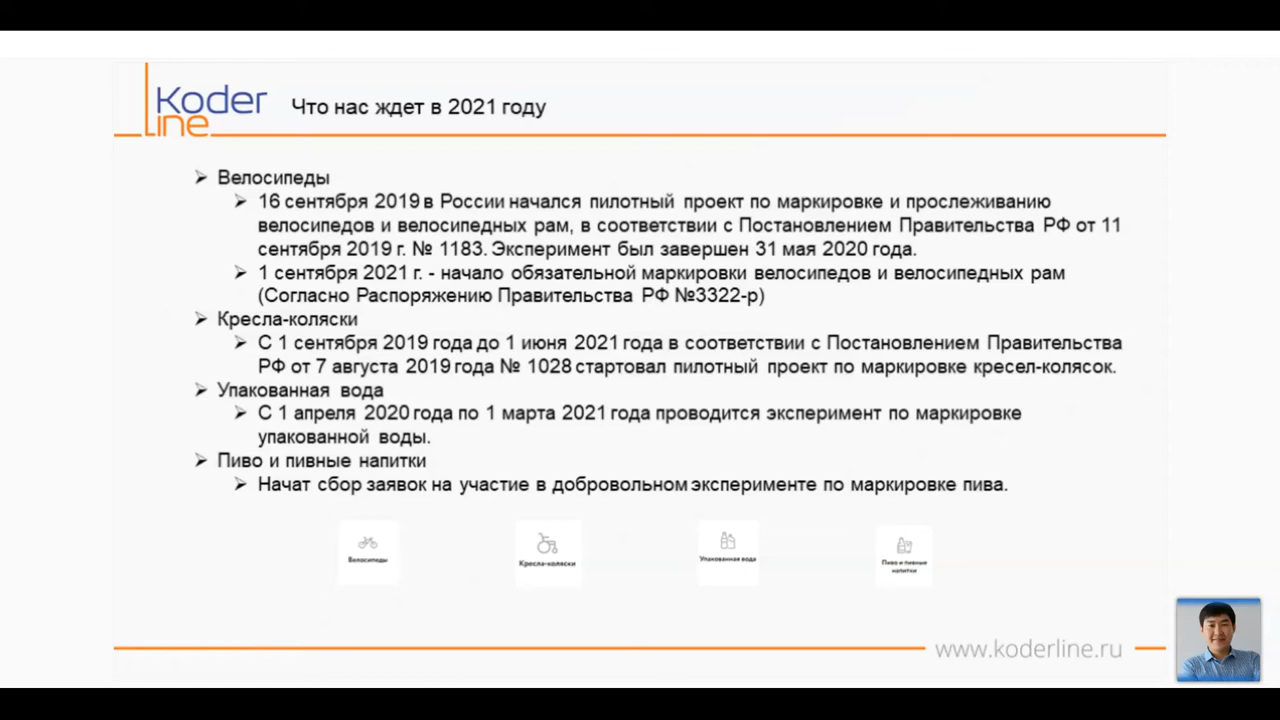 Koder
line
Что нас ждет в 2021 году
Велосипеды
16 сентября 2019 в России начался пилотный проект по маркировке и прослеживанию
велосипедов и велосипедных рам, в соответствии с Постановлением Правительства РФ от 11
сентября 2019 г. № 1183. Эксперимент был завершен 31 мая 2020 года.
1 сентября 2021 г. - начало обязательной маркировки велосипедов и велосипедных рам
(Согласно Распоряжению Правительства РФ №3322-р)
Кресла-коляски
С 1 сентября 2019 года до 1 июня 2021 года в соответствии с Постановлением Правительства
РФ от 7 августа 2019 года № 1028 стартовал пилотный проект по маркировке кресел-колясок.
Упакованная вода
С 1 апреля 2020 года по 1 марта 2021 года проводится эксперимент по маркировке
упакованной воды.
Пиво и пивные напитки
Начат сбор заявок на участие в добровольном эксперименте по маркировке пива.
Велосипеды
Кресла-коляски
Упакованная вода
Пиво и пивные
напитки
www.koderline.ru